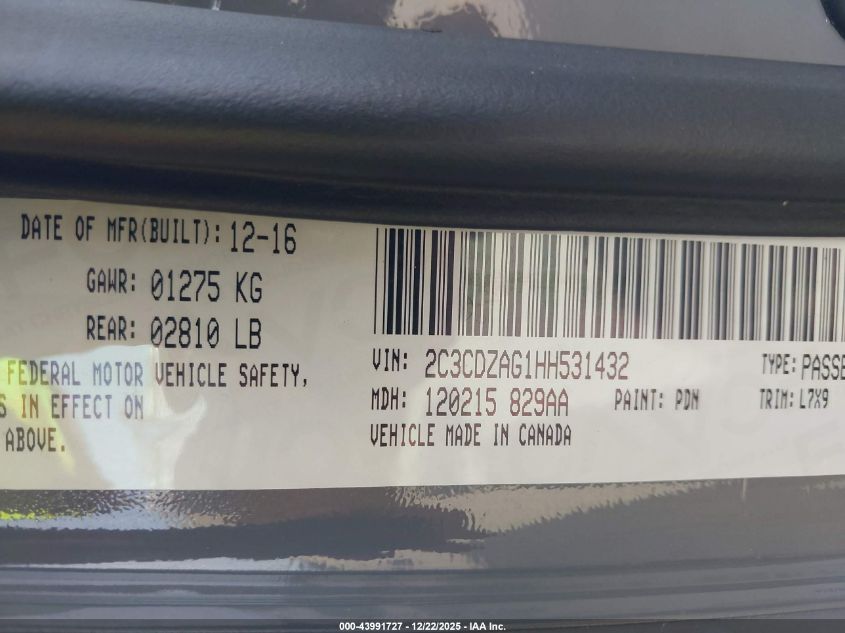 DATE OF MFR(BUILT): 12-16
GAWR: 01275 KG
REAR: 02810 LB
FEDERAL MOTOR VEHICLE SAFETY,
S IN EFFECT ON
ABOVE.
VIN: 2C3CDZAG1HH531432
TYPE: PASSE
MDH: 120215 829AA
PAINT: PDN
TRIM: L7X9
VEHICLE MADE IN CANADA
000-43991727 - 12/22/2025 - IAA Inc.